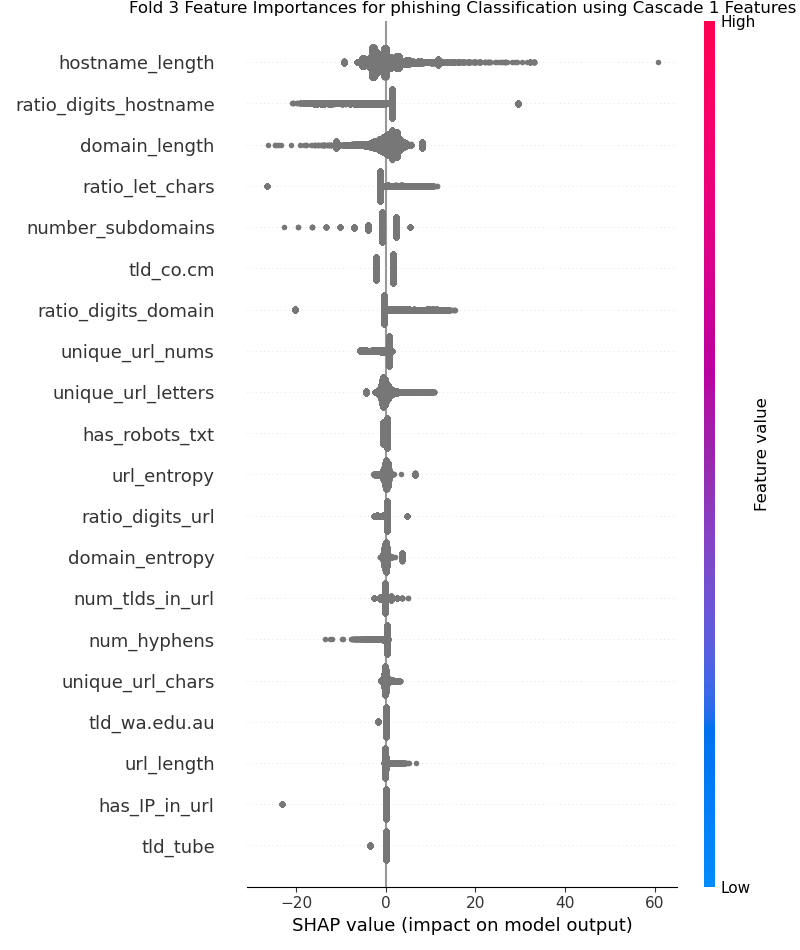 Fold 3 Feature Importances for phishing Classification using Cascade 1 Features
High
hostname_length
ratio_digits_hostname
domain_length
ratio_let_chars
number_subdomains
tld_co.cm
ratio_digits_domain
unique_url_nums
unique_url_letters
has_robots_txt
url_entropy
ratio_digits_url
domain_entropy
num_tlds_in_url
num_hyphens
unique_url_chars
tld_wa.edu.au
url_length
has_IP_in_url
tld_tube
Feature value
Low
−20 0 20 40 60
SHAP value (impact on model output)